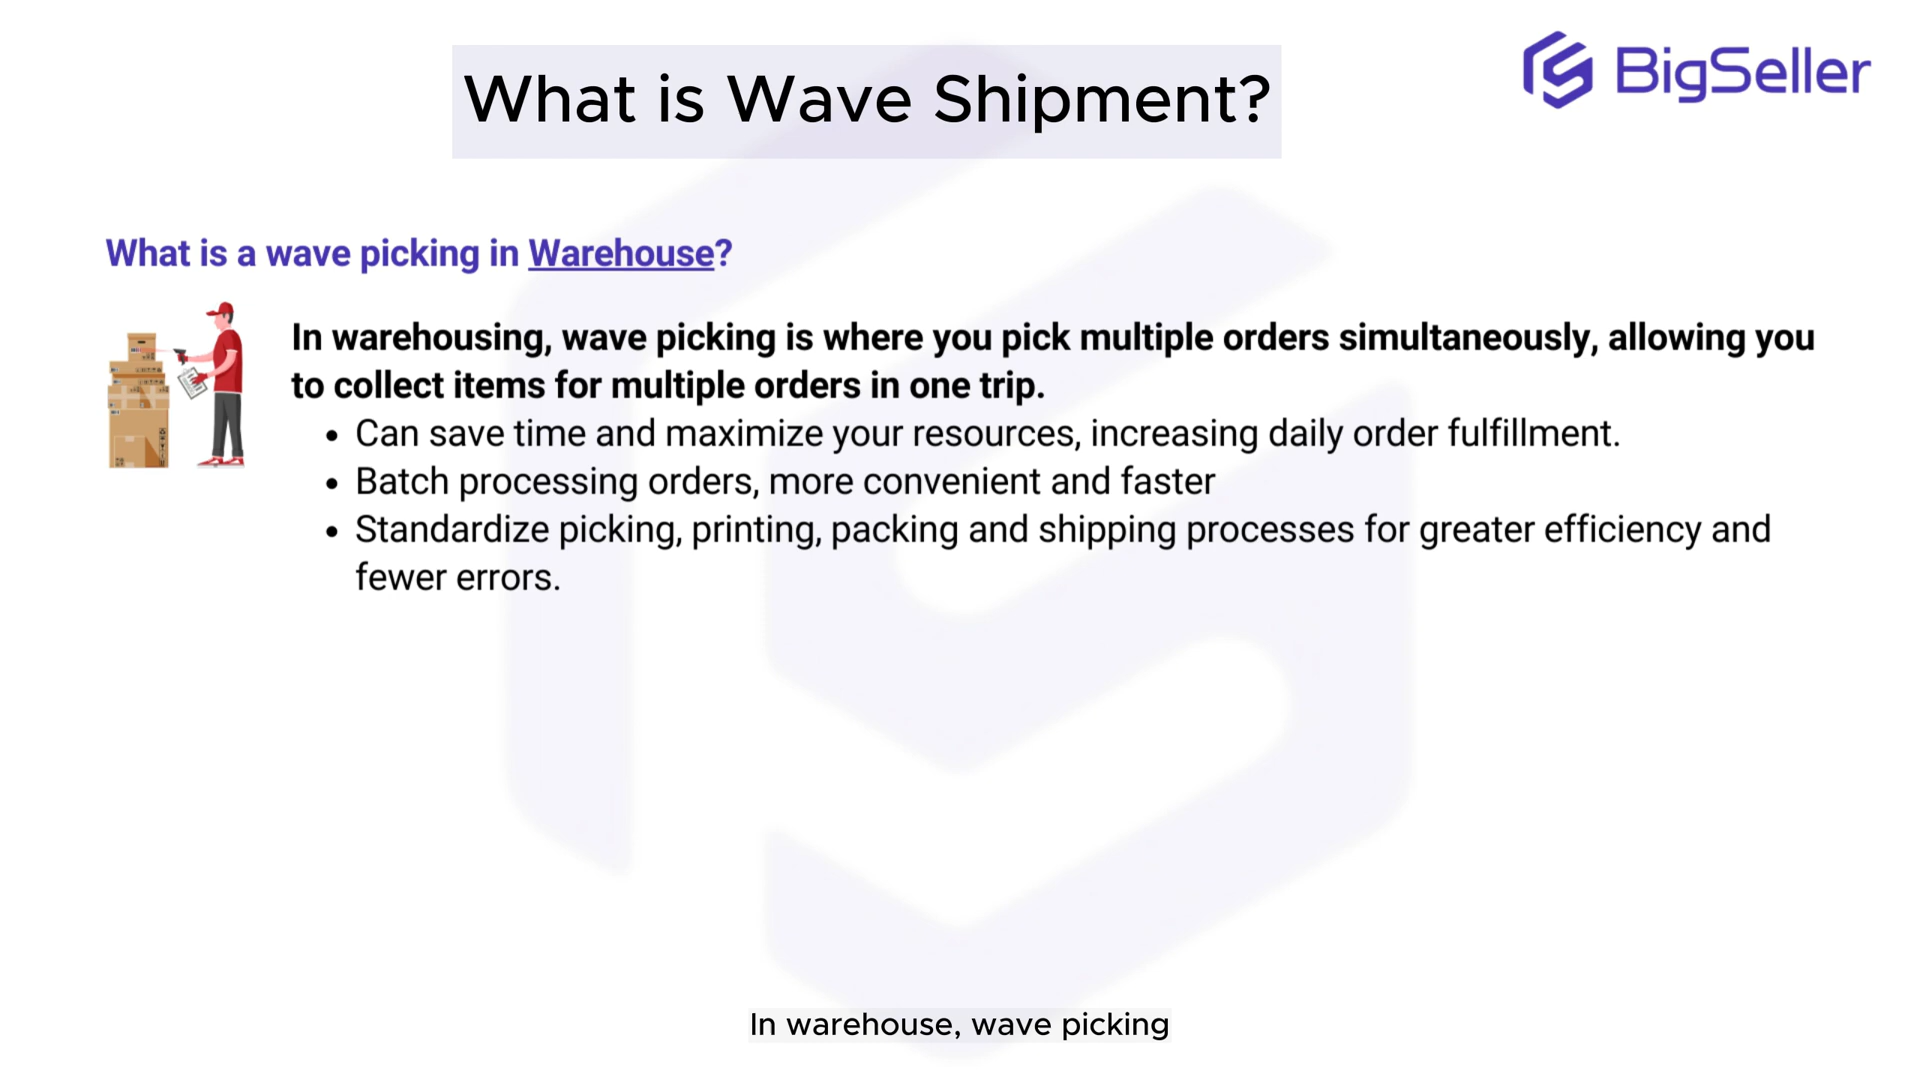 What is Wave Shipment?
BigSeller
What is a wave picking in Warehouse?
In warehousing, wave picking is where you pick multiple orders simultaneously, allowing you
to collect items for multiple orders in one trip.
• Can save time and maximize your resources, increasing daily order fulfillment.
• Batch processing orders, more convenient and faster
• Standardize picking, printing, packing and shipping processes for greater efficiency and
fewer errors.
In warehouse, wave picking